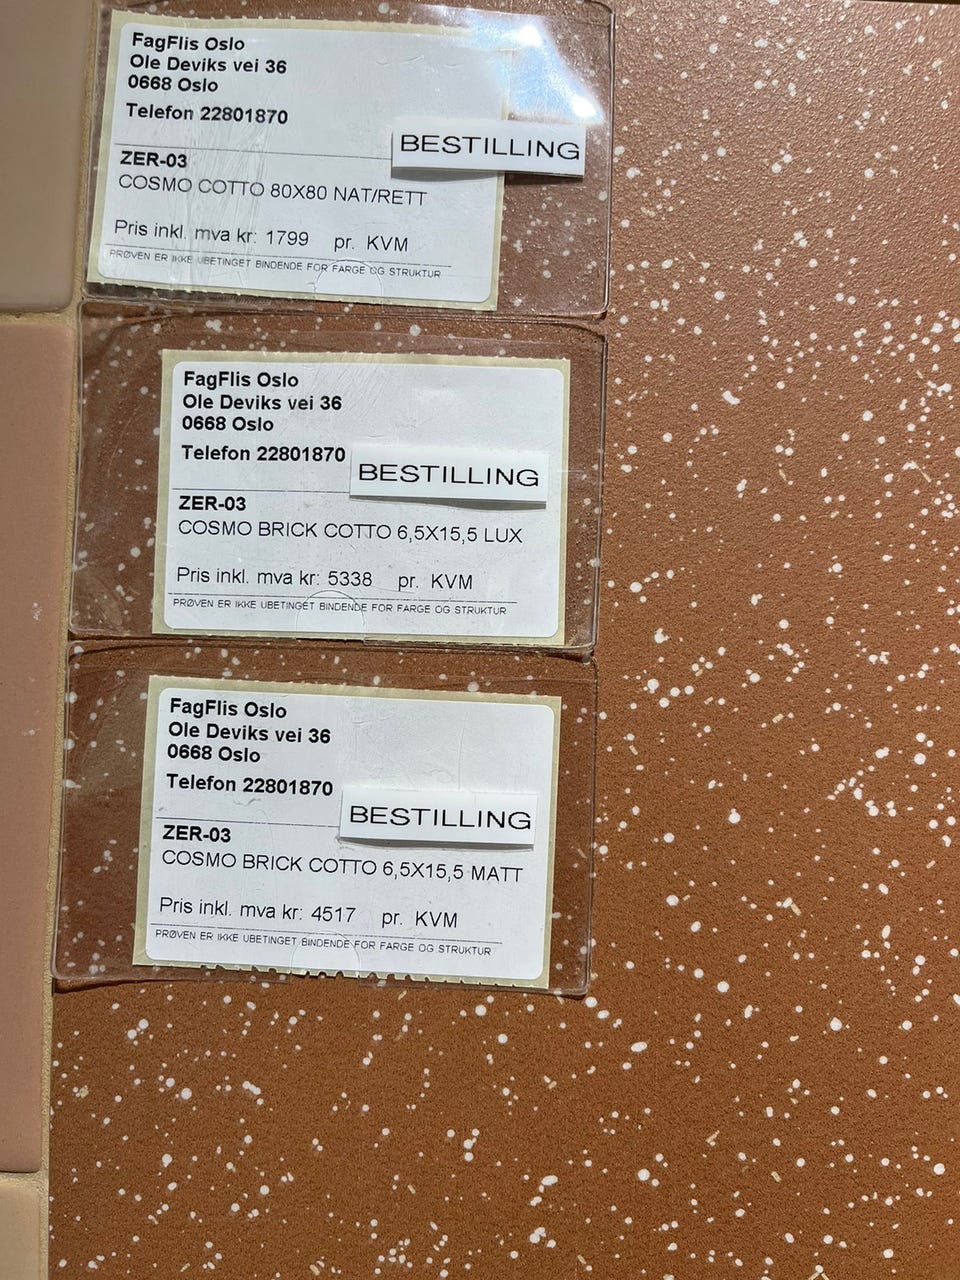 FagFlis Oslo
Ole Deviks vei 36
0668 Oslo
Telefon 22801870
BESTILLING
ZER-03
COSMO COTTO 80X80 NAT/RETT
Pris inkl. mva kr: 1799 pr. KVM
PRØVEN ER IKKE UBETINGET BINDENDE FOR FARGE OG STRUKTUR
FagFlis Oslo
Ole Deviks vei 36
0668 Oslo
Telefon 22801870
BESTILLING
ZER-03
COSMO BRICK COTTO 6,5X15,5 LUX
Pris inkl. mva kr: 5338 pr. KVM
PRØVEN ER IKKE UBETINGET BINDENDE FOR FARGE OG STRUKTUR
FagFlis Oslo
Ole Deviks vei 36
0668 Oslo
Telefon 22801870
BESTILLING
ZER-03
COSMO BRICK COTTO 6,5X15,5 MATT
Pris inkl. mva kr: 4517 pr. KVM
PRØVEN ER IKKE UBETINGET BINDENDE FOR FARGE OG STRUKTUR